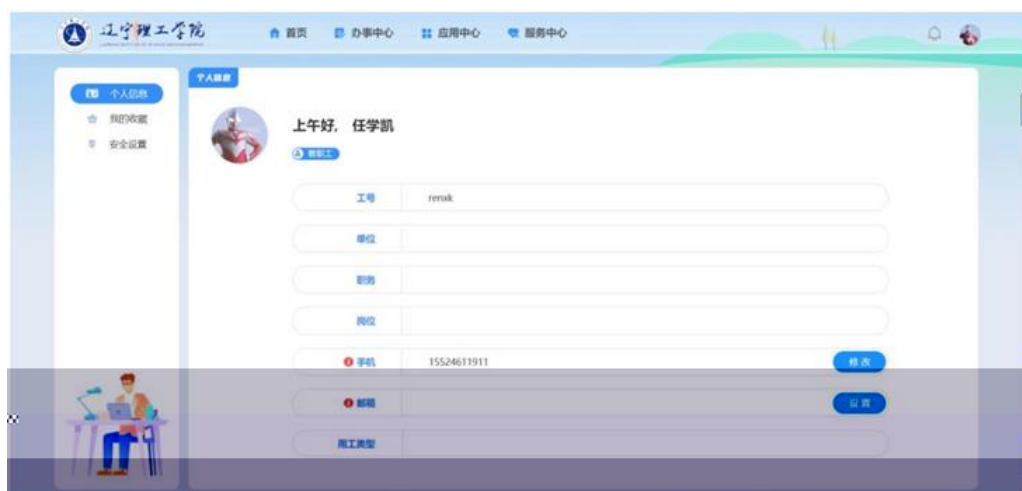 辽宁理工学院
首页 办事中心 应用中心 服务中心
个人信息
个人信息
我的收藏
安全设置
上午好, 任学凯
教职工
工号 renxk
单位
职务
岗位
手机 15524611911 修改
邮箱 设置
用工类型